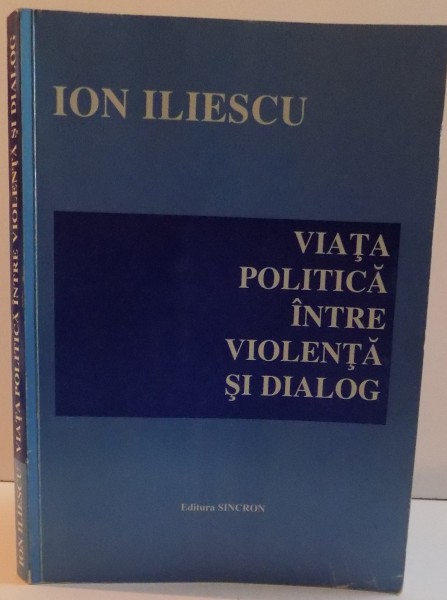 ION ILIESCU
VIAŢA
POLITICĂ
ÎNTRE
VIOLENŢĂ
ŞI DIALOG
Editura SINCRON
ION ILIESCU VIAŢA POLITICĂ ÎNTRE VIOLENŢĂ ŞI DIALOG